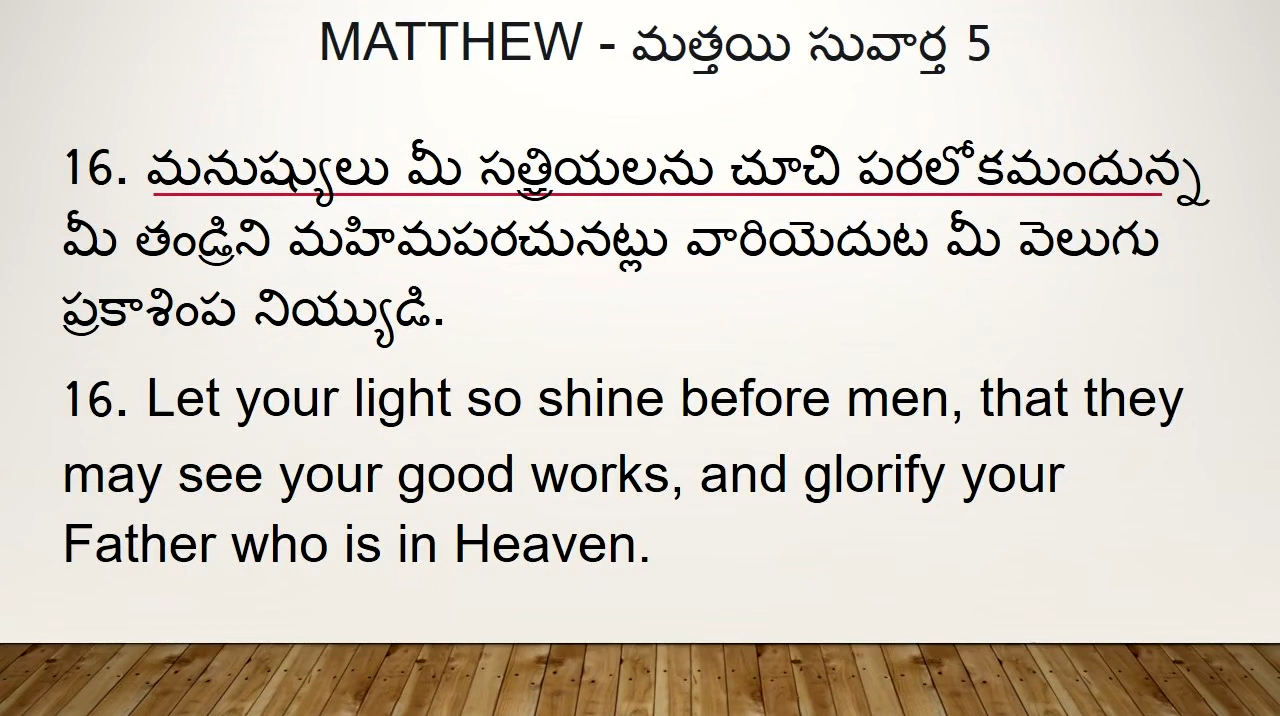 MATTHEW - మత్తయి సువార్త 5
16. మనుష్యులు మీ సత్క్రియలను చూచి పరలోకమందున్న
మీ తండ్రిని మహిమపరచునట్లు వారియెదుట మీ వెలుగు
ప్రకాశింప నియ్యుడి.
16. Let your light so shine before men, that they
may see your good works, and glorify your
Father who is in Heaven.